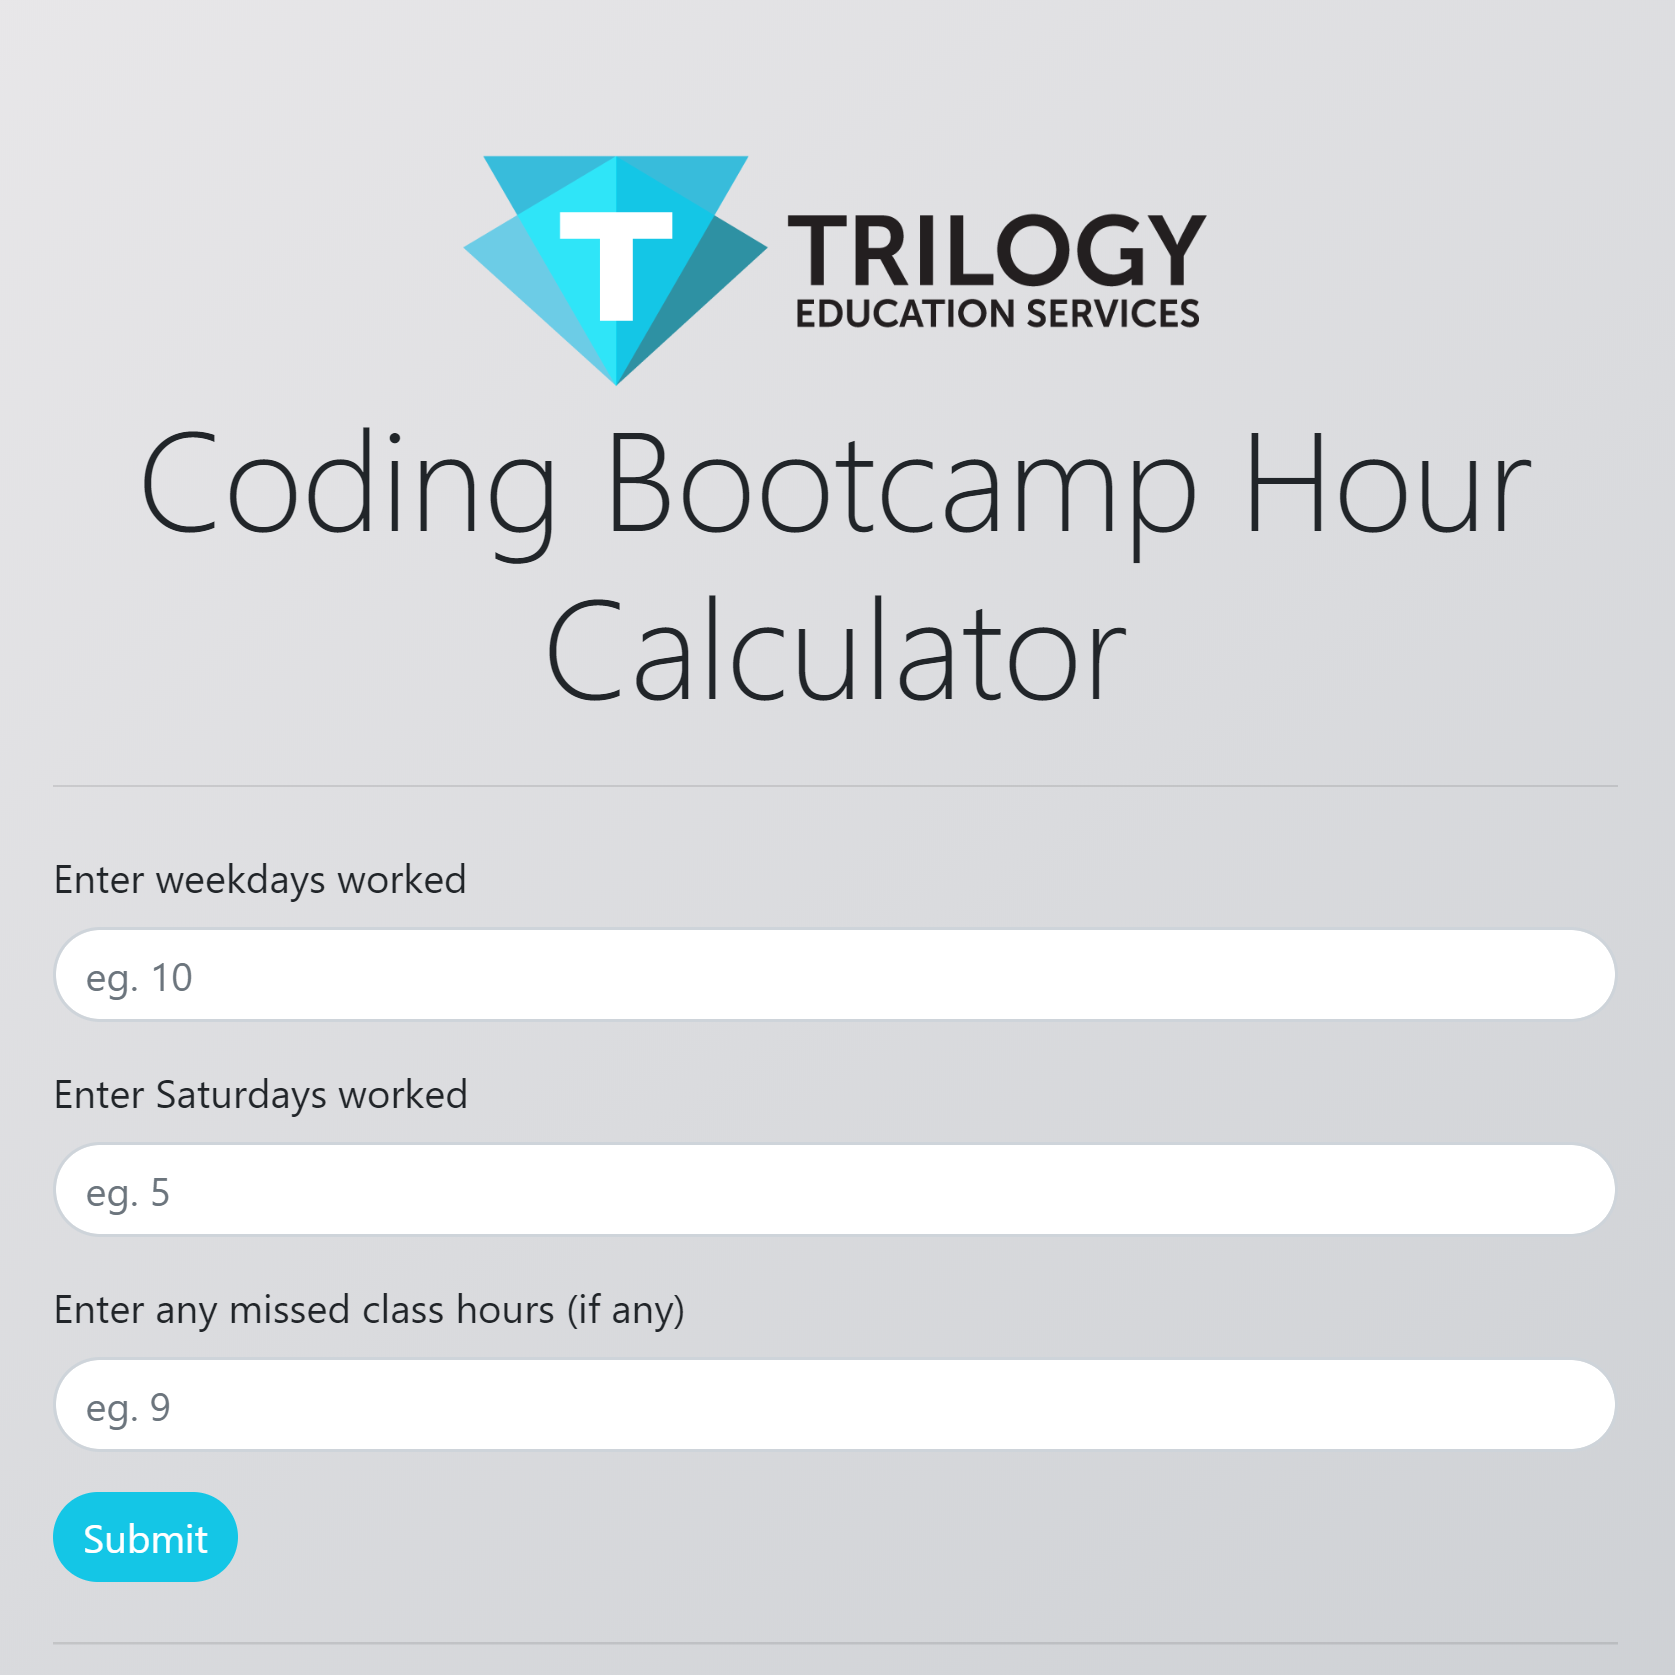 T
TRILOGY
EDUCATION SERVICES
Coding Bootcamp Hour
Calculator
Enter weekdays worked
eg. 10
Enter Saturdays worked
eg. 5
Enter any missed class hours (if any)
eg. 9
Submit